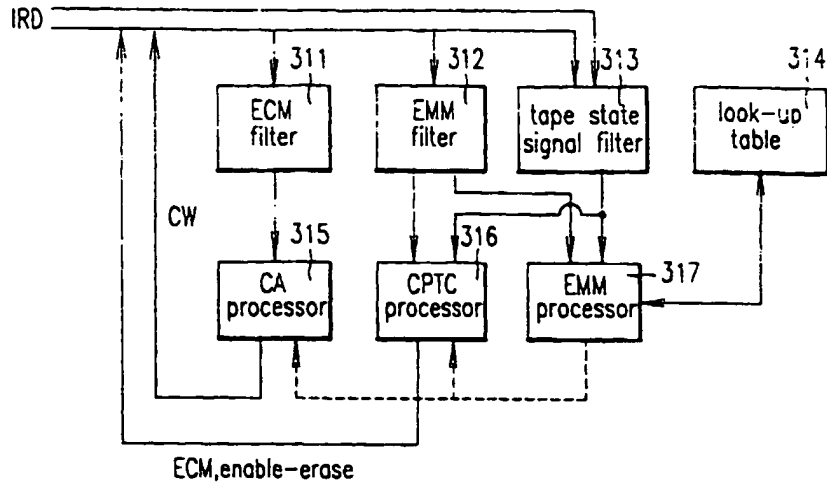 IRD
311
312
313
314
ECM
filter
EMM
filter
tape state
signal filter
look-up
table
CW
315
316
317
CA
processor
CPTC
processor
EMM
processor
ECM,enable-erase